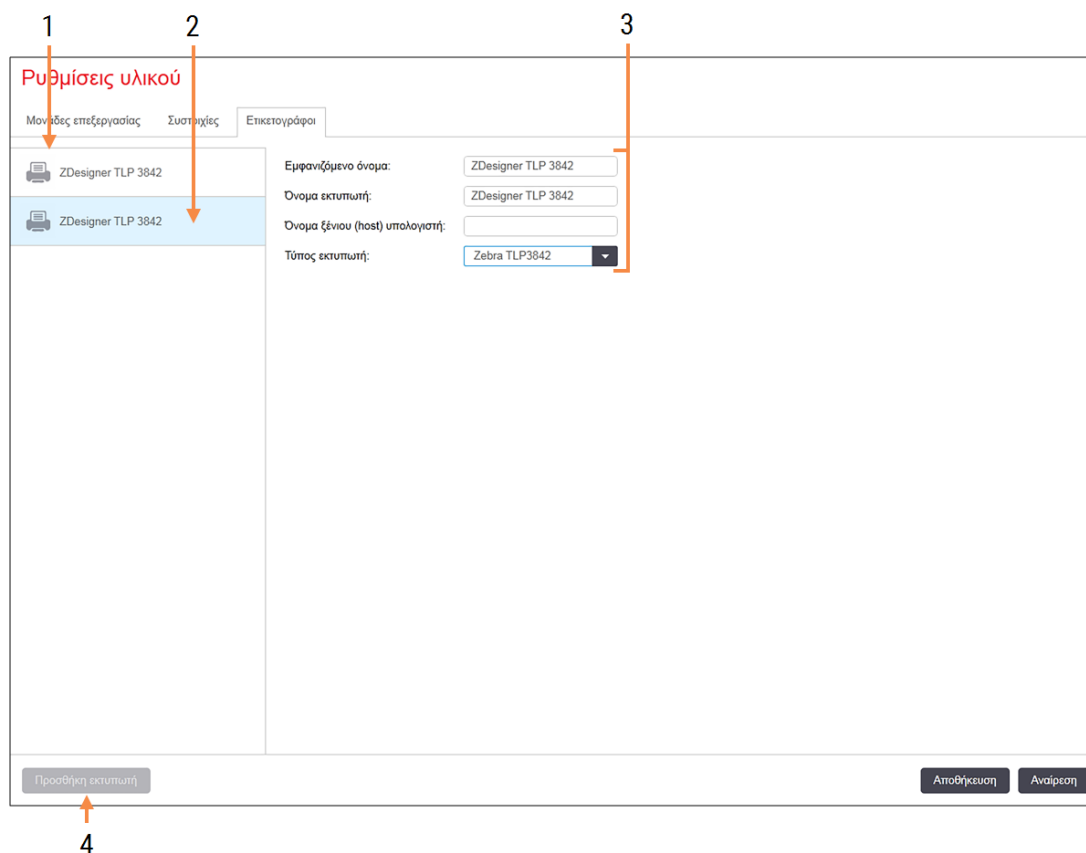 1 2 3
Ρυθμίσεις υλικού
Μονάδες επεξεργασίας Συστοιχίες Ετικετογράφοι
ZDesigner TLP 3842
ZDesigner TLP 3842
Εμφανιζόμενο όνομα: ZDesigner TLP 3842
Όνομα εκτυπωτή: ZDesigner TLP 3842
Όνομα ξένιου (host) υπολογιστή:
Τύπος εκτυπωτή: Zebra TLP3842
Προσθήκη εκτυπωτή Αποθήκευση Αναίρεση
4